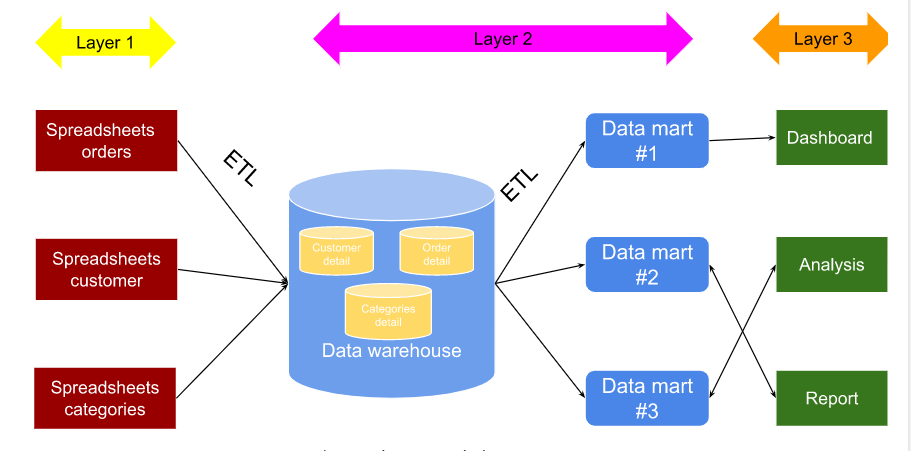 Layer 1
Layer 2
Layer 3
Spreadsheets
orders
ETL
ETL
Data mart
#1
Dashboard
Spreadsheets
customer
Customer
detail
Order
detail
Categories
detail
Data warehouse
Data mart
#2
Analysis
Spreadsheets
categories
Data mart
#3
Report